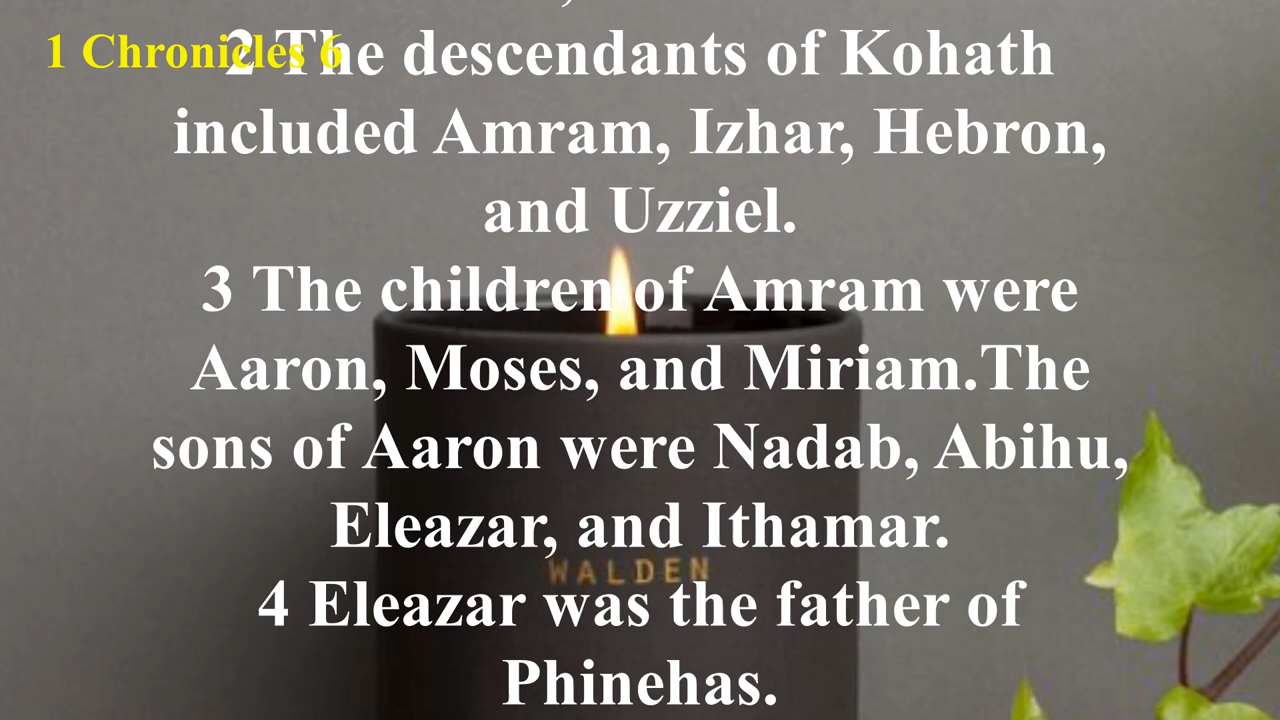 1 Chronicles 6
2 The descendants of Kohath
included Amram, Izhar, Hebron,
and Uzziel.
3 The children of Amram were
Aaron, Moses, and Miriam.The
sons of Aaron were Nadab, Abihu,
Eleazar, and Ithamar.
WALDEN
4 Eleazar was the father of
Phinehas.